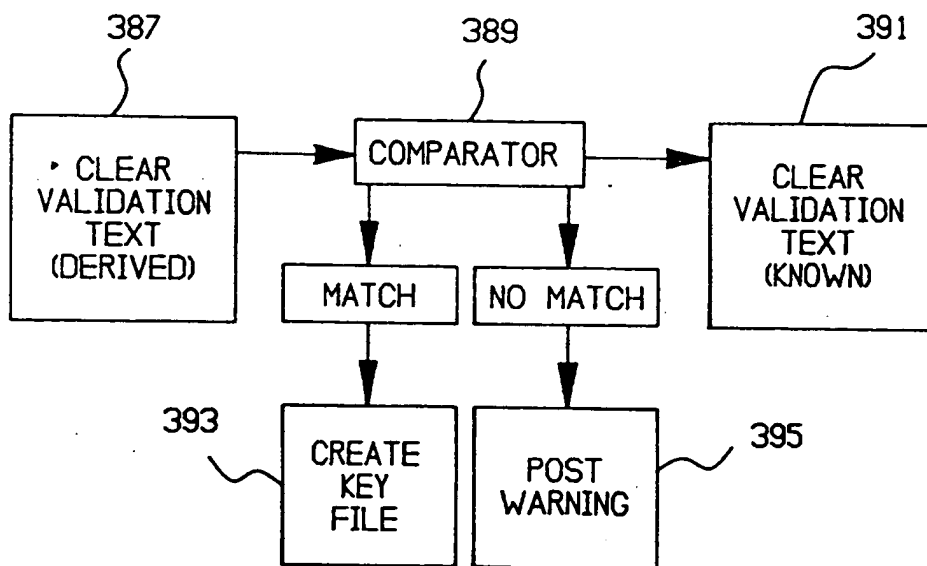 387
389
391
CLEAR
VALIDATION
TEXT
(DERIVED)
COMPARATOR
CLEAR
VALIDATION
TEXT
(KNOWN)
MATCH
NO MATCH
393
395
CREATE
KEY
FILE
POST
WARNING